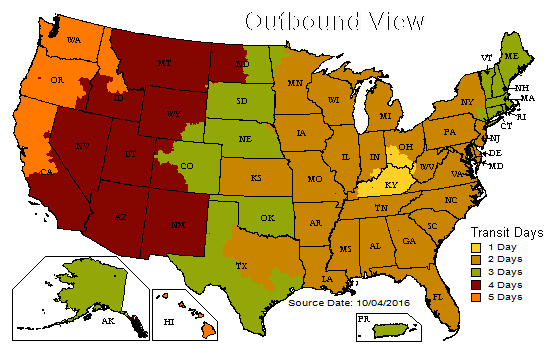 Outbound View
WA
MT
ND
MN
VT
ME
OR
ID
SD
WI
MI
NY
NH
MA
WY
RI
CT
NV
UT
CO
NE
IA
IL
IN
OH
PA
NJ
DE
MD
CA
KS
MO
KY
WV
VA
AZ
NM
OK
AR
TN
NC
SC
TX
LA
MS
AL
GA
FL
Transit Days
1 Day
2 Days
3 Days
4 Days
5 Days
Source Date: 10/04/2016
AK
HI
PR